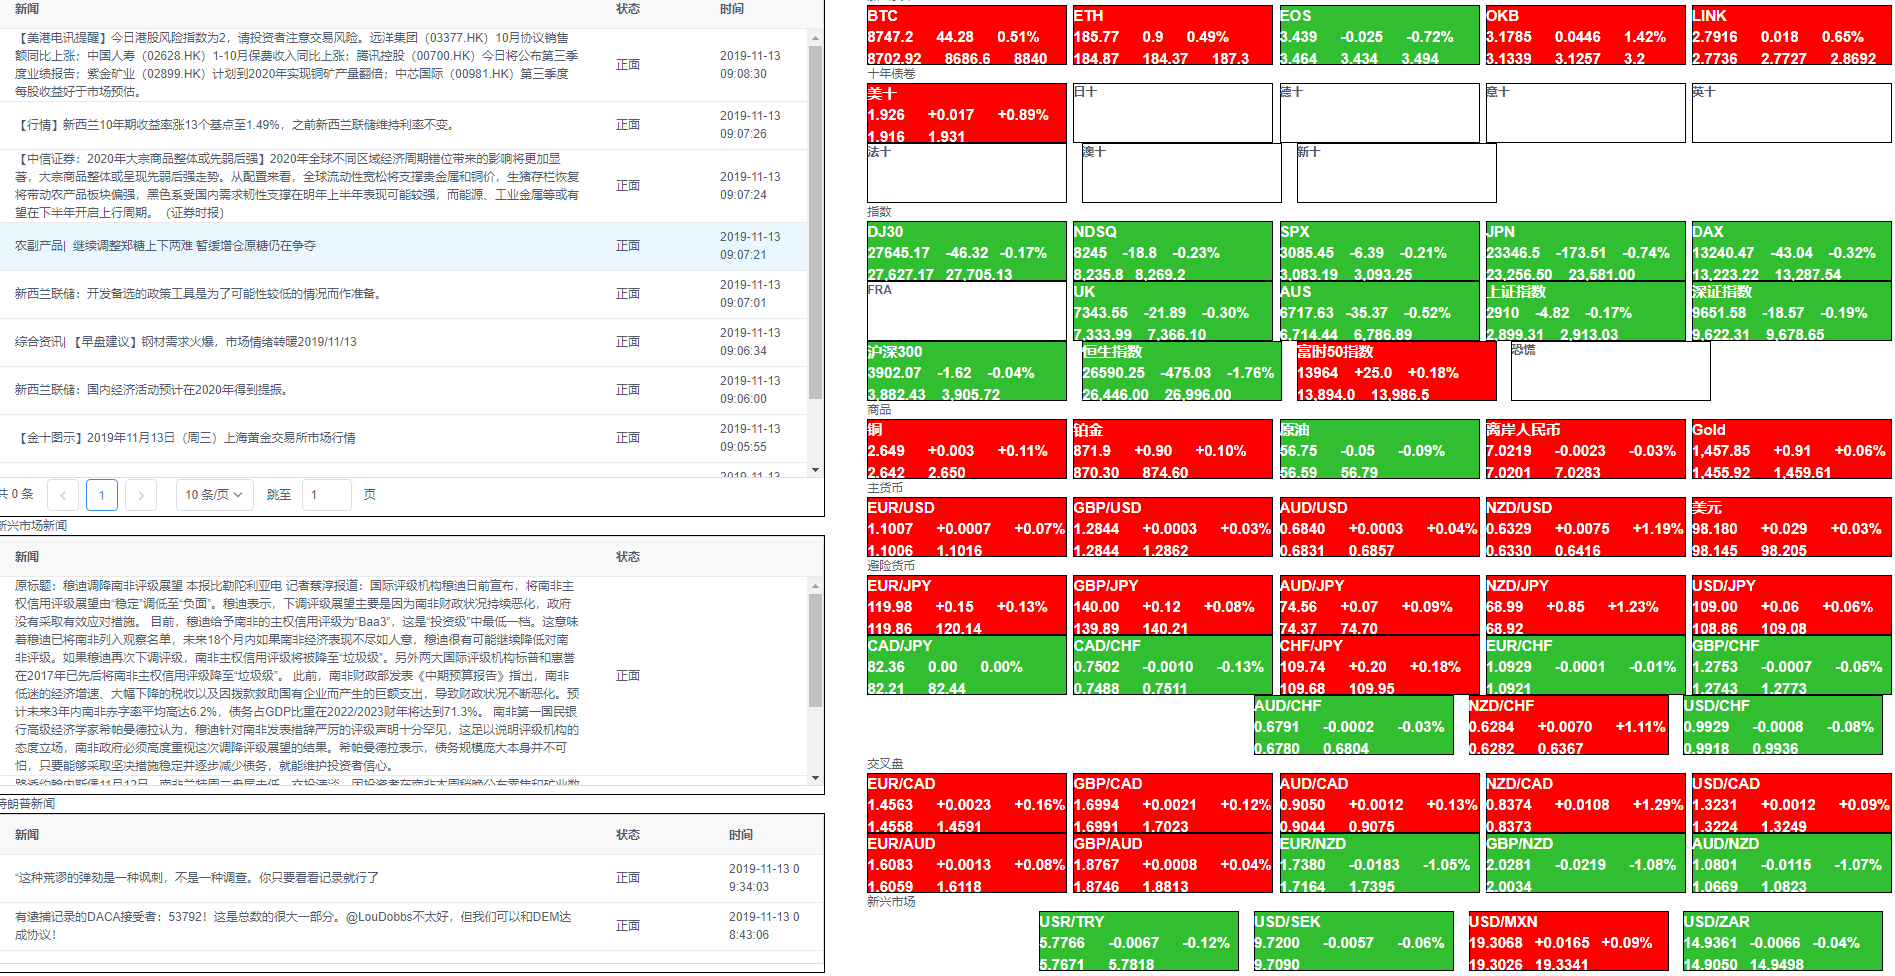 新闻 状态 时间
【美港电讯提醒】今日港股风险指数为2，请投资者注意交易风险。远洋集团（03377.HK）10月协议销售
额同比上涨；中国人寿（02628.HK）1-10月保费收入同比上涨；腾讯控股（00700.HK）今日将公布第三季
度业绩报告；紫金矿业（02899.HK）计划到2020年实现铜矿产量翻倍；中芯国际（00981.HK）第三季度
每股收益好于市场预估。
正面
2019-11-13
09:08:30
【行情】新西兰10年期收益率涨13个基点至1.49%，之前新西兰联储维持利率不变。
正面
2019-11-13
09:07:26
【中信证券：2020年大宗商品整体或先弱后强】2020年全球不同区域经济周期错位带来的影响将更加显
著，大宗商品整体或呈现先弱后强走势。从配置来看，全球流动性宽松将支撑贵金属和铜价，生猪存栏恢复
将带动农产品板块偏强，黑色系受国内需求韧性支撑在明年上半年表现可能较强，而能源、工业金属等或有
望在下半年开启上行周期。（证券时报）
正面
2019-11-13
09:07:24
农副产品| 继续调整郑糖上下两难 暂缓增仓原糖仍在争夺
正面
2019-11-13
09:07:21
新西兰联储：开发备选的政策工具是为了可能性较低的情况而作准备。
正面
2019-11-13
09:07:01
综合资讯| 【早盘建议】钢材需求火爆，市场情绪转暖2019/11/13
正面
2019-11-13
09:06:34
新西兰联储：国内经济活动预计在2020年得到提振。
正面
2019-11-13
09:06:00
【金十图示】2019年11月13日（周三）上海黄金交易所市场行情
正面
2019-11-13
09:05:55
2019-11-13
共 0 条 < 1 > 10 条/页 跳至 1 页
新兴市场新闻
新闻 状态
原标题：穆迪调降南非评级展望 本报比勒陀利亚电 记者蔡淳报道：国际评级机构穆迪日前宣布，将南非主
权信用评级展望由“稳定”调低至“负面”。穆迪表示，下调评级展望主要是因为南非财政状况持续恶化，政府
没有采取有效应对措施。 目前，穆迪给予南非的主权信用评级为“Baa3”，这是“投资级”中最低一档。这意味
着穆迪已将南非列入观察名单，未来18个月内如果南非经济表现不尽如人意，穆迪很有可能继续降低对南
非评级。如果穆迪再次下调评级，南非主权信用评级将被降至“垃圾级”。另外两大国际评级机构标普和惠誉
在2017年已先后将南非主权信用评级降至“垃圾级”。 此前，南非财政部发表《中期预算报告》指出，南非
低迷的经济增速、大幅下降的税收以及因拨款救助国有企业而产生的巨额支出，导致财政状况不断恶化。预
计未来3年内南非赤字率平均高达6.2%，债务占GDP比重在2022/2023财年将达到71.3%。 南非第一国民银
行高级经济学家希帕曼德拉认为，穆迪针对南非发表措辞严厉的评级声明十分罕见，这足以说明评级机构的
态度立场，南非政府必须高度重视这次调降评级展望的结果。希帕曼德拉表示，债务规模庞大本身并不可
怕，只要能够采取坚决措施稳定并逐步减少债务，就能维护投资者信心。
正面
路透约翰内斯堡11月12日 - 南非兰特周二盘尾走低，交投清淡，因投资者在南非本周稍晚公布零售和矿业数
特朗普新闻
新闻 状态 时间
“这种荒谬的弹劾是一种讽刺，不是一种调查。你只要看看记录就行了
正面
2019-11-13 0
9:34:03
有逮捕记录的DACA接受者：53792！这是总数的很大一部分。@LouDobbs不太好，但我们可以和DEM达
成协议！
正面
2019-11-13 0
8:43:06
BTC ETH EOS OKB LINK
8747.2 44.28 0.51% 185.77 0.9 0.49% 3.439 -0.025 -0.72% 3.1785 0.0446 1.42% 2.7916 0.018 0.65%
8702.92 8686.6 8840 184.87 184.37 187.3 3.464 3.434 3.494 3.1339 3.1257 3.2 2.7736 2.7727 2.8692
十年债卷
美十 日十 德十 意十 英十
1.926 +0.017 +0.89%
1.916 1.931
法十 澳十 新十
指数
DJ30 NDSQ SPX JPN DAX
27645.17 -46.32 -0.17% 8245 -18.8 -0.23% 3085.45 -6.39 -0.21% 23346.5 -173.51 -0.74% 13240.47 -43.04 -0.32%
27,627.17 27,705.13 8,235.8 8,269.2 3,083.19 3,093.25 23,256.50 23,581.00 13,223.22 13,287.54
FRA UK AUS 上证指数 深证指数
7343.55 -21.89 -0.30% 6717.63 -35.37 -0.52% 2910 -4.82 -0.17% 9651.58 -18.57 -0.19%
7,333.99 7,366.10 6,714.44 6,786.89 2,899.31 2,913.03 9,622.31 9,678.65
沪深300 恒生指数 富时50指数 恐慌
3902.07 -1.62 -0.04% 26590.25 -475.03 -1.76% 13964 +25.0 +0.18%
3,882.43 3,905.72 26,446.00 26,996.00 13,894.0 13,986.5
商品
铜 铂金 原油 离岸人民币 Gold
2.649 +0.003 +0.11% 871.9 +0.90 +0.10% 56.75 -0.05 -0.09% 7.0219 -0.0023 -0.03% 1,457.85 +0.91 +0.06%
2.642 2.650 870.30 874.60 56.59 56.79 7.0201 7.0283 1,455.92 1,459.61
主货币
EUR/USD GBP/USD AUD/USD NZD/USD 美元
1.1007 +0.0007 +0.07% 1.2844 +0.0003 +0.03% 0.6840 +0.0003 +0.04% 0.6329 +0.0075 +1.19% 98.180 +0.029 +0.03%
1.1006 1.1016 1.2844 1.2862 0.6831 0.6857 0.6330 0.6416 98.145 98.205
避险货币
EUR/JPY GBP/JPY AUD/JPY NZD/JPY USD/JPY
119.98 +0.15 +0.13% 140.00 +0.12 +0.08% 74.56 +0.07 +0.09% 68.99 +0.85 +1.23% 109.00 +0.06 +0.06%
119.86 120.14 139.89 140.21 74.37 74.70 68.92 108.86 109.08
CAD/JPY CAD/CHF CHF/JPY EUR/CHF GBP/CHF
82.36 0.00 0.00% 0.7502 -0.0010 -0.13% 109.74 +0.20 +0.18% 1.0929 -0.0001 -0.01% 1.2753 -0.0007 -0.05%
82.21 82.44 0.7488 0.7511 109.68 109.95 1.0921 1.2743 1.2773
AUD/CHF NZD/CHF USD/CHF
0.6791 -0.0002 -0.03% 0.6284 +0.0070 +1.11% 0.9929 -0.0008 -0.08%
0.6780 0.6804 0.6282 0.6367 0.9918 0.9936
交叉盘
EUR/CAD GBP/CAD AUD/CAD NZD/CAD USD/CAD
1.4563 +0.0023 +0.16% 1.6994 +0.0021 +0.12% 0.9050 +0.0012 +0.13% 0.8374 +0.0108 +1.29% 1.3231 +0.0012 +0.09%
1.4558 1.4591 1.6991 1.7023 0.9044 0.9075 0.8373 1.3224 1.3249
EUR/AUD GBP/AUD EUR/NZD GBP/NZD AUD/NZD
1.6083 +0.0013 +0.08% 1.8767 +0.0008 +0.04% 1.7380 -0.0183 -1.05% 2.0281 -0.0219 -1.08% 1.0801 -0.0115 -1.07%
1.6059 1.6118 1.8746 1.8813 1.7164 1.7395 2.0034 1.0669 1.0823
新兴市场
USR/TRY USD/SEK USD/MXN USD/ZAR
5.7766 -0.0067 -0.12% 9.7200 -0.0057 -0.06% 19.3068 +0.0165 +0.09% 14.9361 -0.0066 -0.04%
5.7671 5.7818 9.7090 19.3026 19.3341 14.9050 14.9498